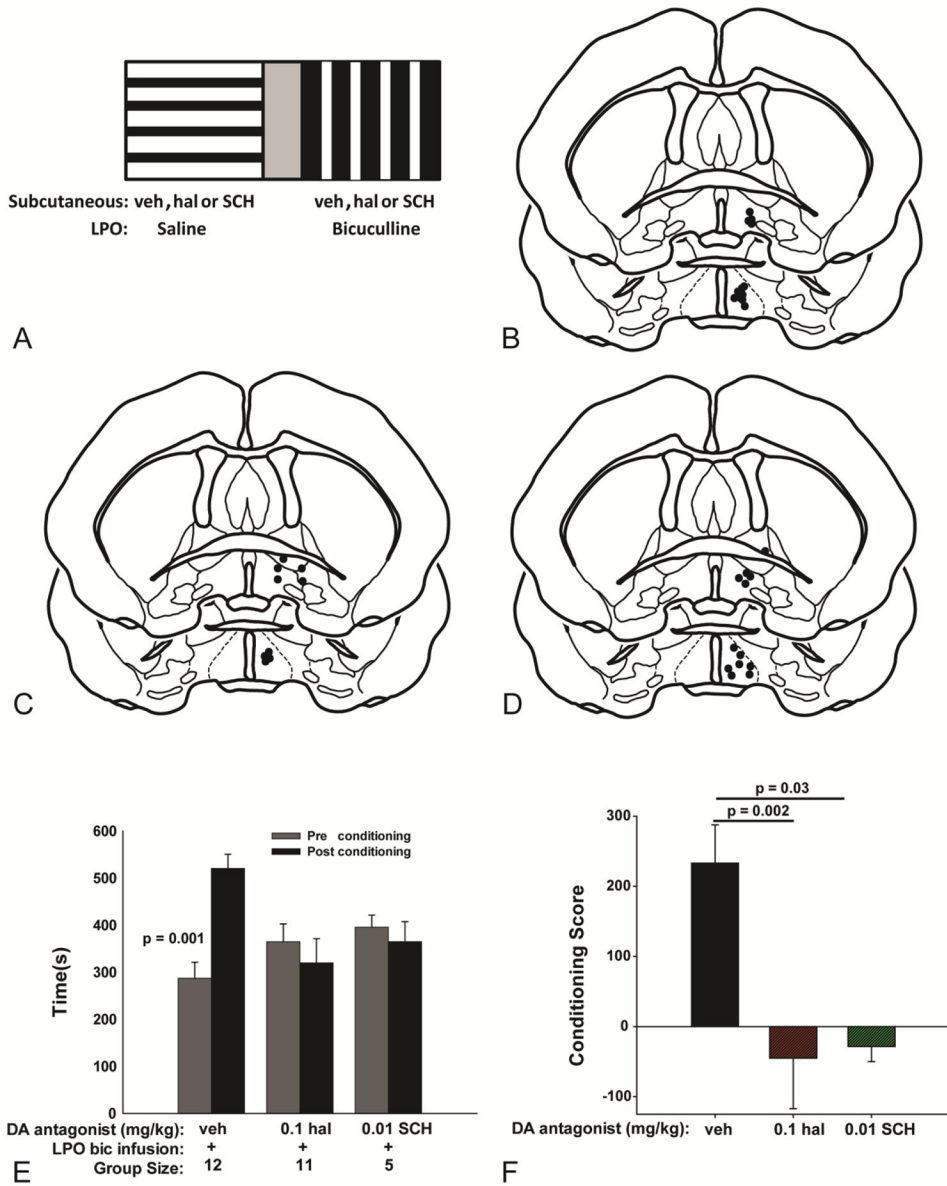 Subcutaneous: veh, hal or SCH veh, hal or SCH
LPO: Saline Bicuculline
A
B
C
D
600
500
400
300
200
100
0
Time(s)
Pre conditioning
Post conditioning
p = 0.001
DA antagonist (mg/kg): veh 0.1 hal 0.01 SCH
LPO bic infusion: + + +
Group Size: 12 11 5
E
p = 0.03
p = 0.002
300
200
100
0
-100
Conditioning Score
DA antagonist (mg/kg): veh 0.1 hal 0.01 SCH
F